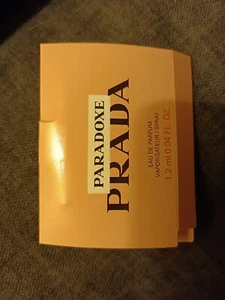 PARADOXE
PRADA
EAU DE PARFUM
VAPORISATEUR / SPRAY
1.2 ml 0.04 FL. OZ